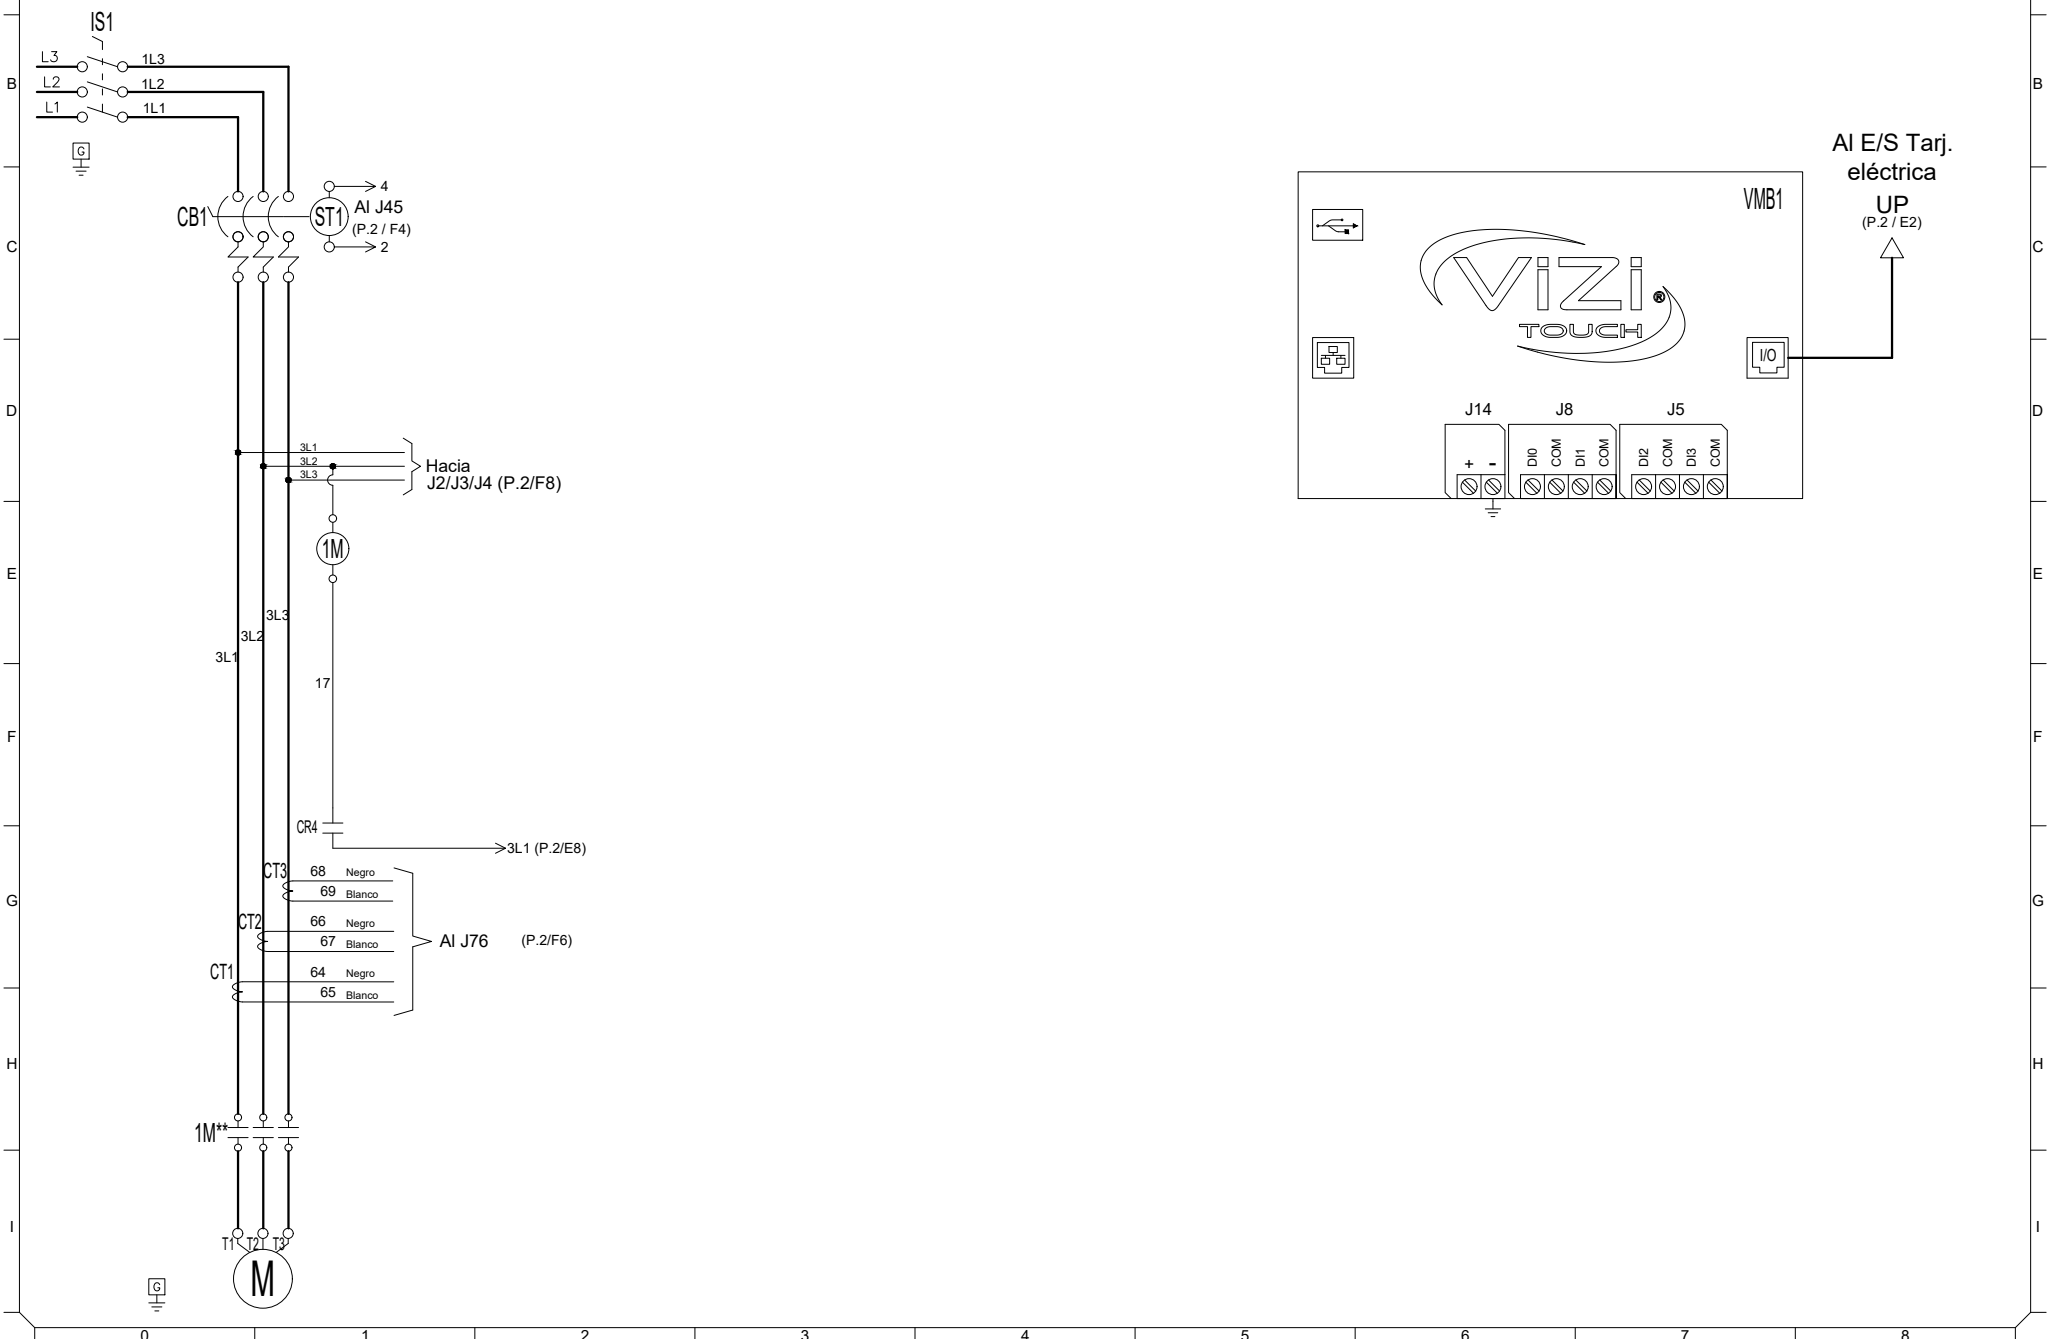 IS1
L3 1L3
L2 1L2
L1 1L1
B B
G
CB1
ST1
4
Al J45
(P.2 / F4)
2
C C
VMB1
Al E/S Tarj.
eléctrica
UP
(P.2 / E2)
ViZi ®
TOUCH
I/O
D D
J14 J8 J5
+ - DI0 COM DI1 COM DI2 COM DI3 COM
3L1
3L2
3L3
Hacia
J2/J3/J4 (P.2/F8)
1M
E E
3L3
3L2
3L1
17
F F
CR4
3L1 (P.2/E8)
CT3 68 Negro
69 Blanco
G G
CT2 66 Negro
67 Blanco
Al J76 (P.2/F6)
CT1 64 Negro
65 Blanco
H H
1M**
I I
T1 T2 T3
M
G
0 1 2 3 4 5 6 7 8